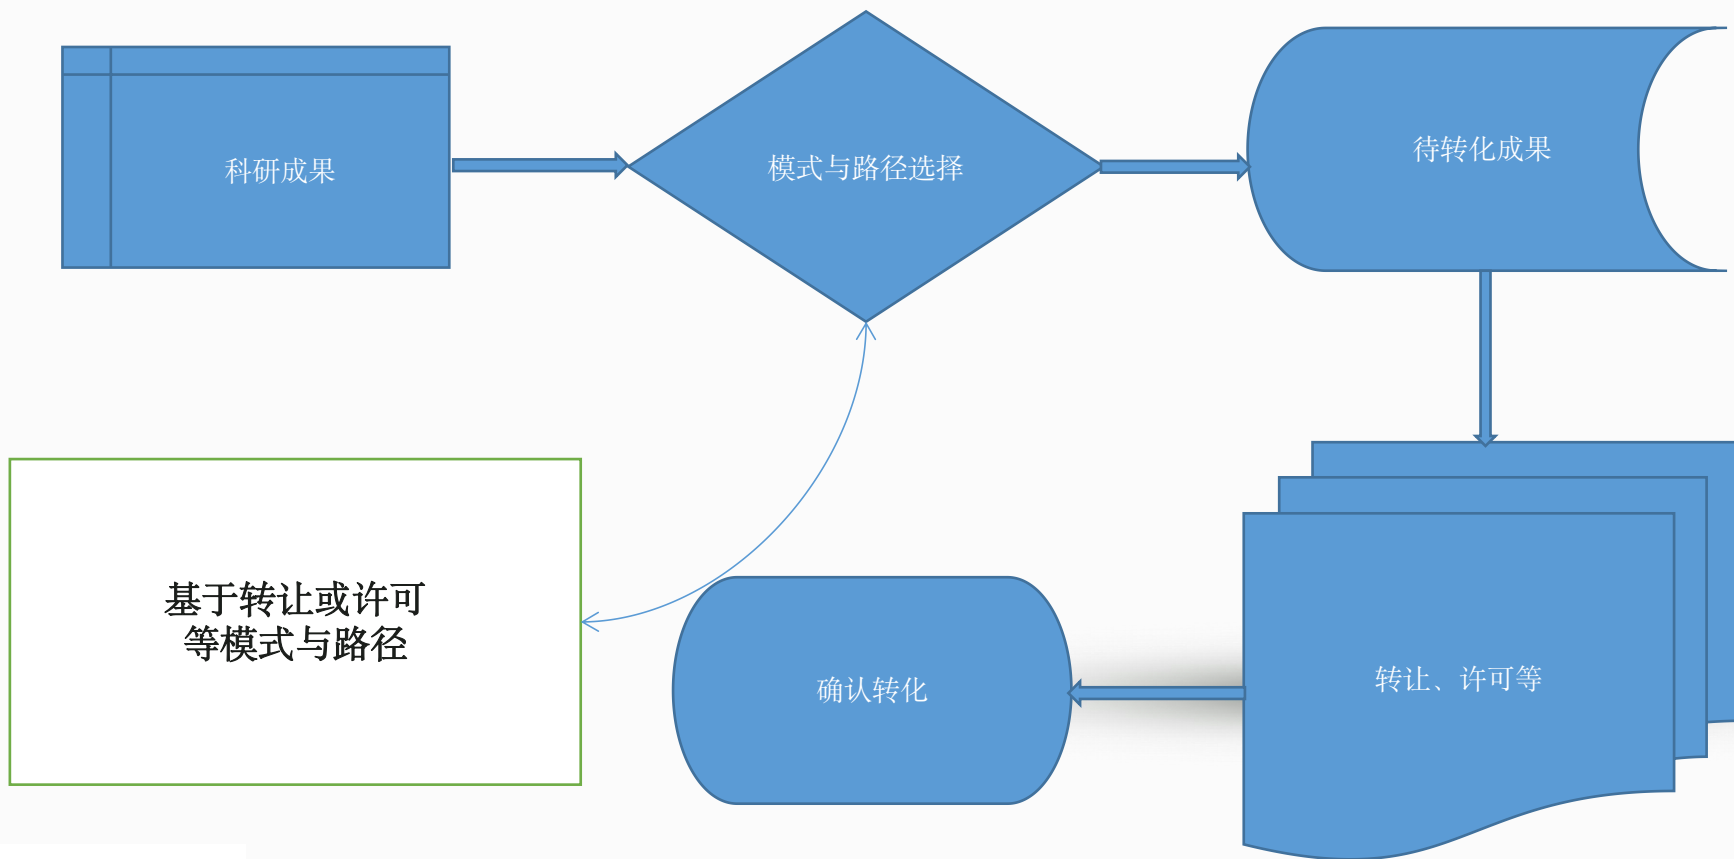 科研成果
模式与路径选择
待转化成果
基于转让或许可
等模式与路径
确认转化
转让、许可等